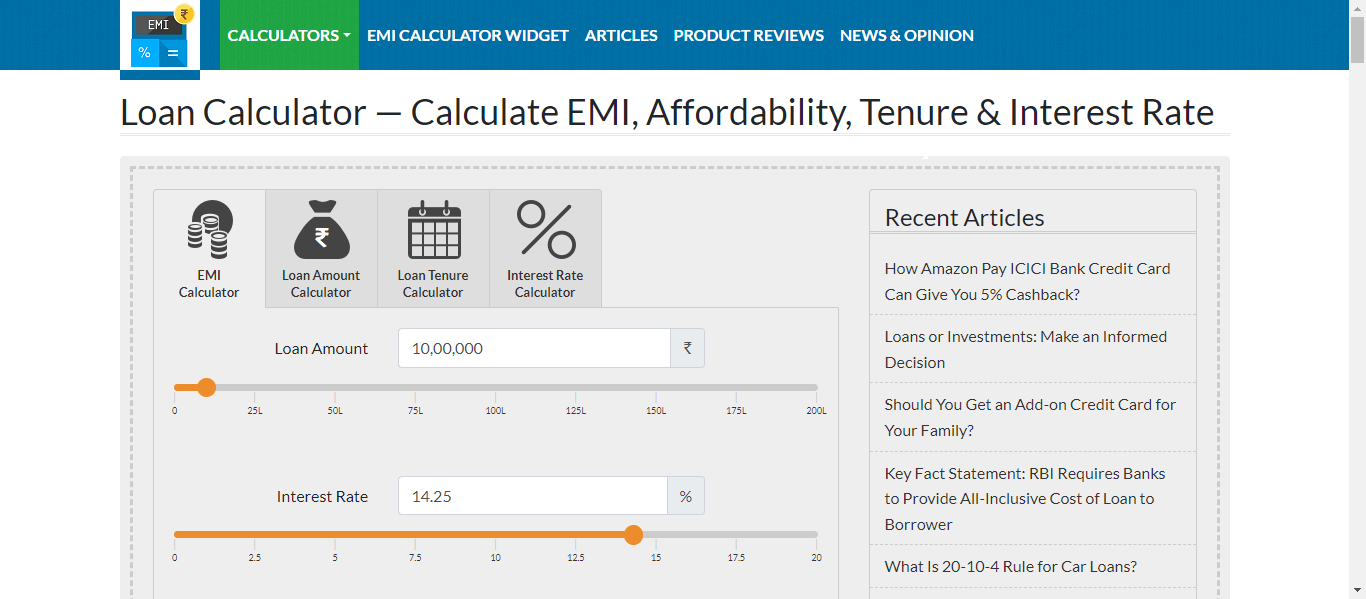 EMI
₹
%
=
CALCULATORS
EMI CALCULATOR WIDGET
ARTICLES
PRODUCT REVIEWS
NEWS & OPINION
Loan Calculator — Calculate EMI, Affordability, Tenure & Interest Rate
EMI
Calculator
₹
Loan Amount
Calculator
Loan Tenure
Calculator
Interest Rate
Calculator
Loan Amount
10,00,000
₹
0 25L 50L 75L 100L 125L 150L 175L 200L
Interest Rate
14.25
%
0 2.5 5 7.5 10 12.5 15 17.5 20
Recent Articles
How Amazon Pay ICICI Bank Credit Card
Can Give You 5% Cashback?
Loans or Investments: Make an Informed
Decision
Should You Get an Add-on Credit Card for
Your Family?
Key Fact Statement: RBI Requires Banks
to Provide All-Inclusive Cost of Loan to
Borrower
What Is 20-10-4 Rule for Car Loans?